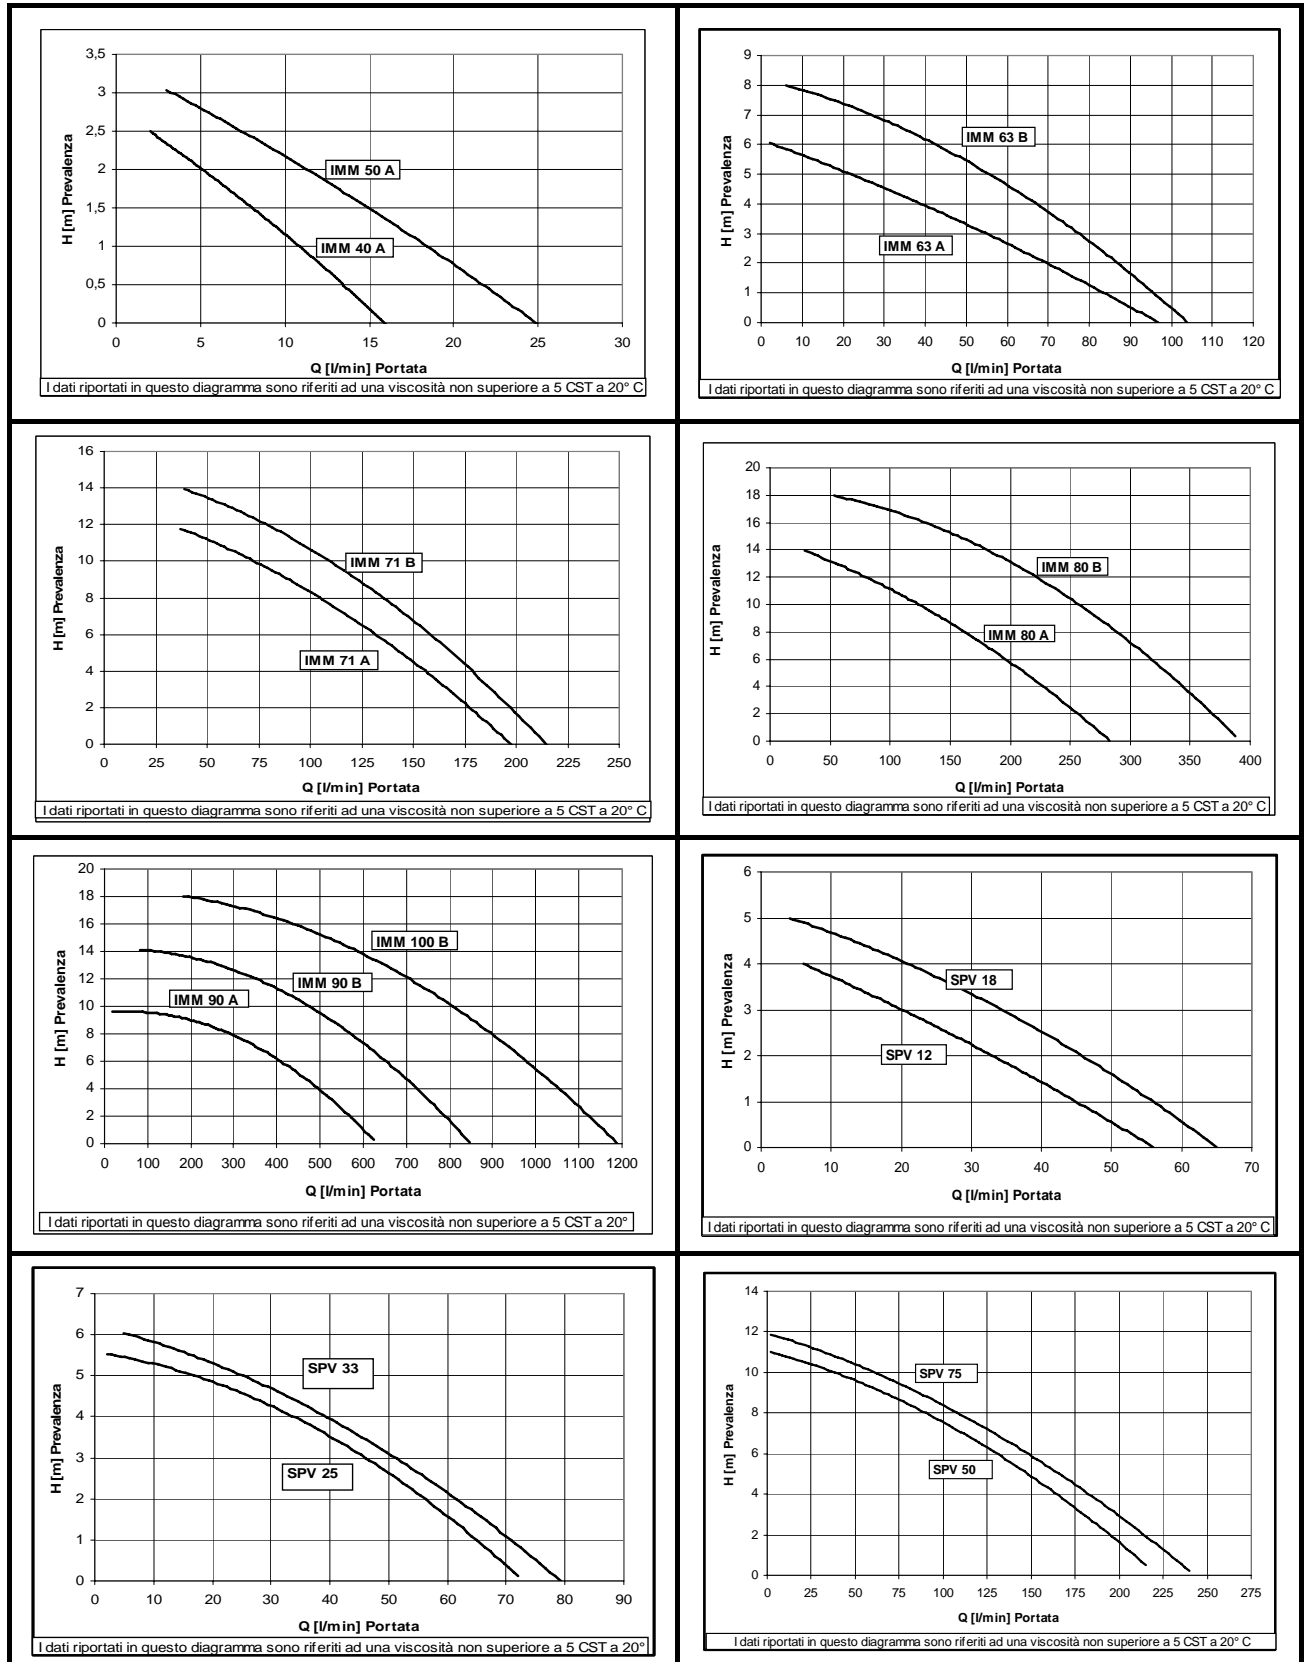 3,5
3
2,5
2
1,5
1
0,5
0
H [m] Prevalenza
IMM 50 A
IMM 40 A
0 5 10 15 20 25 30
Q [l/min] Portata
I dati riportati in questo diagramma sono riferiti ad una viscosità non superiore a 5 CST a 20° C
9
8
7
6
5
4
3
2
1
0
H [m] Prevalenza
IMM 63 B
IMM 63 A
0 10 20 30 40 50 60 70 80 90 100 110 120
Q [l/min] Portata
I dati riportati in questo diagramma sono riferiti ad una viscosità non superiore a 5 CST a 20° C
16
14
12
10
8
6
4
2
0
H [m] Prevalenza
IMM 71 B
IMM 71 A
0 25 50 75 100 125 150 175 200 225 250
Q [l/min] Portata
I dati riportati in questo diagramma sono riferiti ad una viscosità non superiore a 5 CST a 20° C
20
18
16
14
12
10
8
6
4
2
0
H [m] Prevalenza
IMM 80 B
IMM 80 A
0 50 100 150 200 250 300 350 400
Q [l/min] Portata
I dati riportati in questo diagramma sono riferiti ad una viscosità non superiore a 5 CST a 20° C
20
18
16
14
12
10
8
6
4
2
0
H [m] Prevalenza
IMM 100 B
IMM 90 B
IMM 90 A
0 100 200 300 400 500 600 700 800 900 1000 1100 1200
Q [l/min] Portata
I dati riportati in questo diagramma sono riferiti ad una viscosità non superiore a 5 CST a 20°
6
5
4
3
2
1
0
H [m] Prevalenza
SPV 18
SPV 12
0 10 20 30 40 50 60 70
Q [l/min] Portata
I dati riportati in questo diagramma sono riferiti ad una viscosità non superiore a 5 CST a 20° C
7
6
5
4
3
2
1
0
H [m] Prevalenza
SPV 33
SPV 25
0 10 20 30 40 50 60 70 80 90
Q [l/min] Portata
I dati riportati in questo diagramma sono riferiti ad una viscosità non superiore a 5 CST a 20°
14
12
10
8
6
4
2
0
H [m] Prevalenza
SPV 75
SPV 50
0 25 50 75 100 125 150 175 200 225 250 275
Q [l/min] Portata
I dati riportati in questo diagramma sono riferiti ad una viscosità non superiore a 5 CST a 20° C